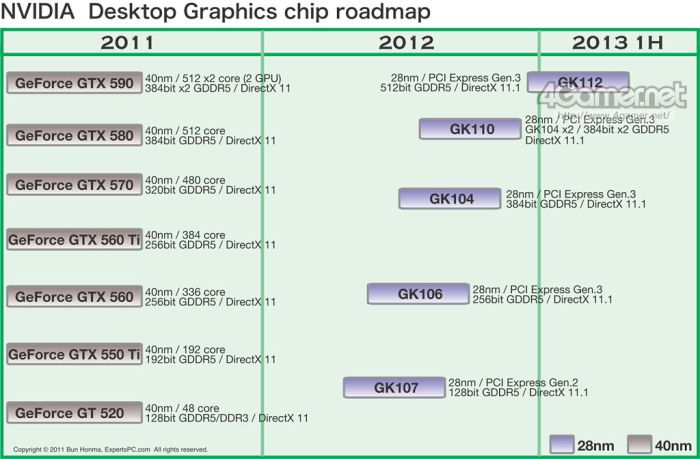 NVIDIA Desktop Graphics chip roadmap
2011
2012
2013 1H
GeForce GTX 590
40nm / 512 x2 core (2 GPU)
384bit x2 GDDR5 / DirectX 11
28nm / PCI Express Gen.3
512bit GDDR5 / DirectX 11.1
GK112
4Gamer.net
http://www.4gamer.net/
GeForce GTX 580
40nm / 512 core
384bit GDDR5 / DirectX 11
GK110
28nm / PCI Express Gen.3
GK104 x2 / 384bit x2 GDDR5
DirectX 11.1
GeForce GTX 570
40nm / 480 core
320bit GDDR5 / DirectX 11
GK104
28nm / PCI Express Gen.3
384bit GDDR5 / DirectX 11.1
GeForce GTX 560 Ti
40nm / 384 core
256bit GDDR5 / DirectX 11
GeForce GTX 560
40nm / 336 core
256bit GDDR5 / DirectX 11
GK106
28nm / PCI Express Gen.3
256bit GDDR5 / DirectX 11.1
GeForce GTX 550 Ti
40nm / 192 core
192bit GDDR5 / DirectX 11
GK107
28nm / PCI Express Gen.2
128bit GDDR5 / DirectX 11.1
GeForce GT 520
40nm / 48 core
128bit GDDR5/DDR3 / DirectX 11
Copyright © 2011 Bun Honma, ExpertsPC.com All rights reserved.
28nm
40nm